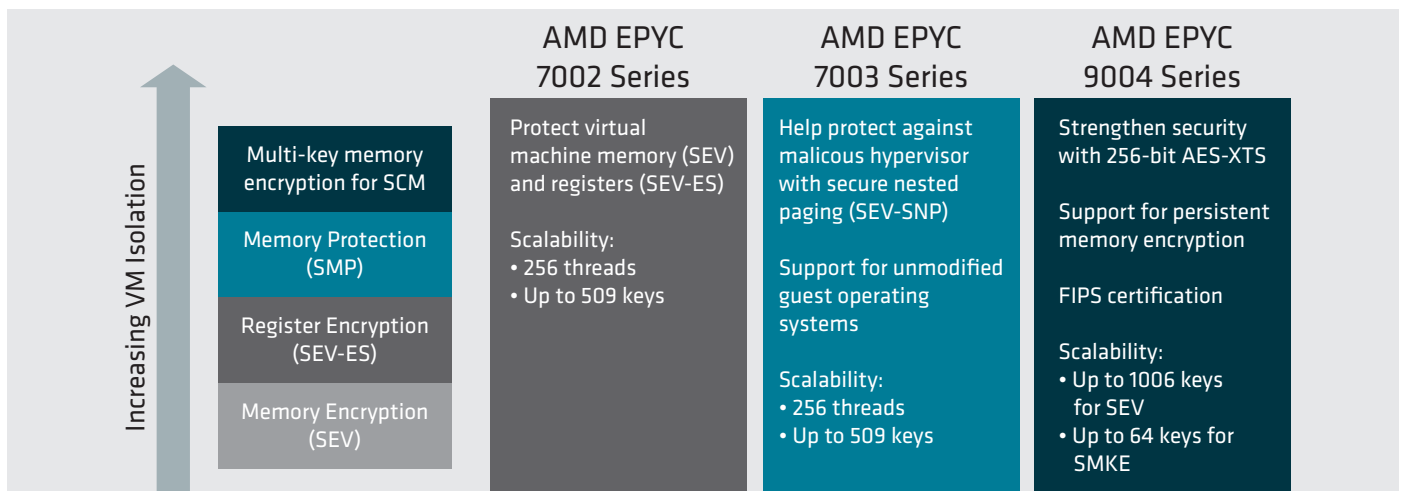 Increasing VM Isolation
Multi-key memory
encryption for SCM
Memory Protection
(SMP)
Register Encryption
(SEV-ES)
Memory Encryption
(SEV)
AMD EPYC
7002 Series
Protect virtual
machine memory (SEV)
and registers (SEV-ES)
Scalability:
• 256 threads
• Up to 509 keys
AMD EPYC
7003 Series
Help protect against
malicous hypervisor
with secure nested
paging (SEV-SNP)
Support for unmodified
guest operating
systems
Scalability:
• 256 threads
• Up to 509 keys
AMD EPYC
9004 Series
Strengthen security
with 256-bit AES-XTS
Support for persistent
memory encryption
FIPS certification
Scalability:
• Up to 1006 keys
for SEV
• Up to 64 keys for
SMKE